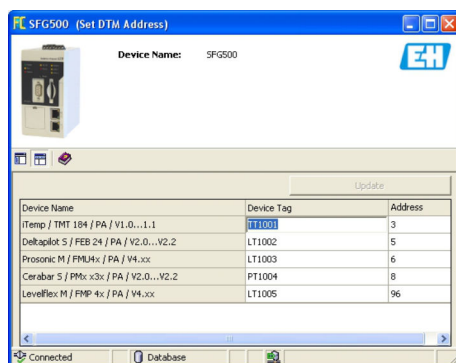 FC SFG500 (Set DTM Address)
Device Name: SFG500
EH
Update
Device Name Device Tag Address
iTemp / TMT 184 / PA / V1.0...1.1 TT1001 3
Deltapilot S / FEB 24 / PA / V2.0...V2.2 LT1002 5
Prosonic M / FMU4x / PA / V4.xx LT1003 6
Cerabar S / PMx x3x / PA / V2.0...V2.2 PT1004 8
Levelflex M / FMP 4x / PA / V4.xx LT1005 96
Connected Database